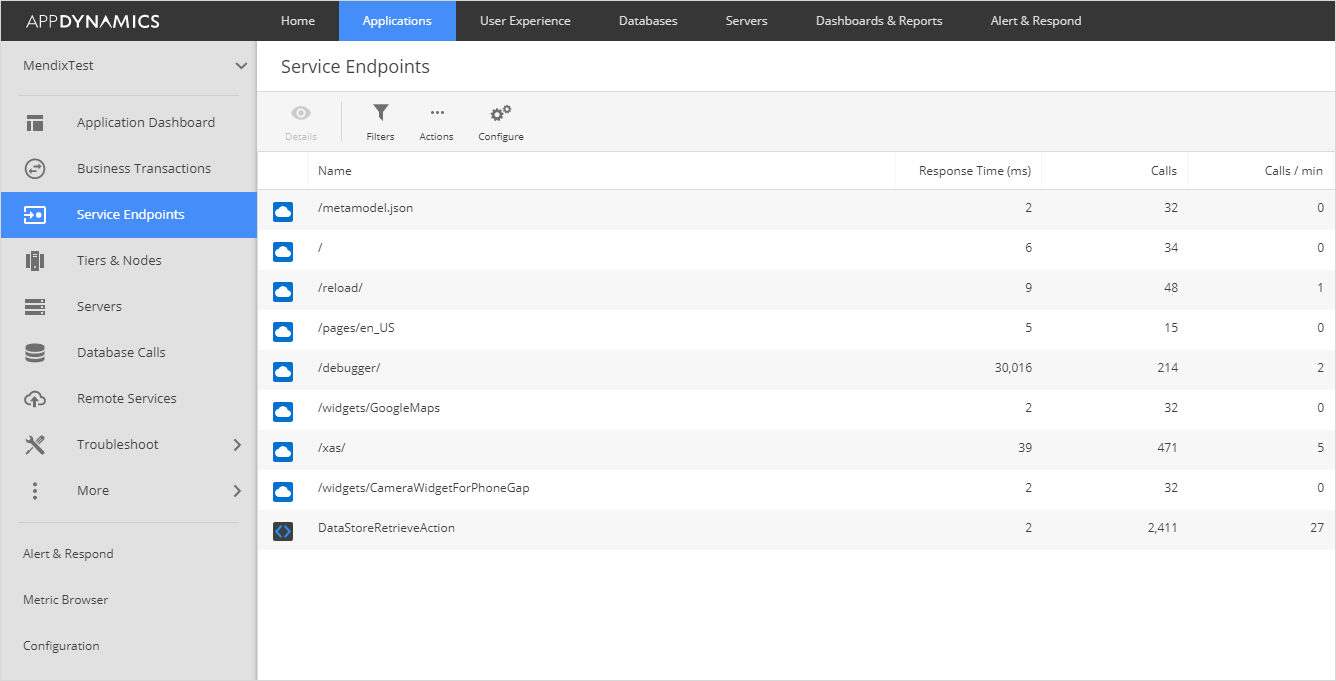 APPDYNAMICS Home Applications User Experience Databases Servers Dashboards & Reports Alert & Respond
MendixTest
Service Endpoints
Application Dashboard
Business Transactions
Service Endpoints
Tiers & Nodes
Servers
Database Calls
Remote Services
Troubleshoot
More
Alert & Respond
Metric Browser
Configuration
Details Filters Actions Configure
Name Response Time (ms) Calls Calls / min
/metamodel.json 2 32 0
/ 6 34 0
/reload/ 9 48 1
/pages/en_US 5 15 0
/debugger/ 30,016 214 2
/widgets/GoogleMaps 2 32 0
/xas/ 39 471 5
/widgets/CameraWidgetForPhoneGap 2 32 0
DataStoreRetrieveAction 2 2,411 27